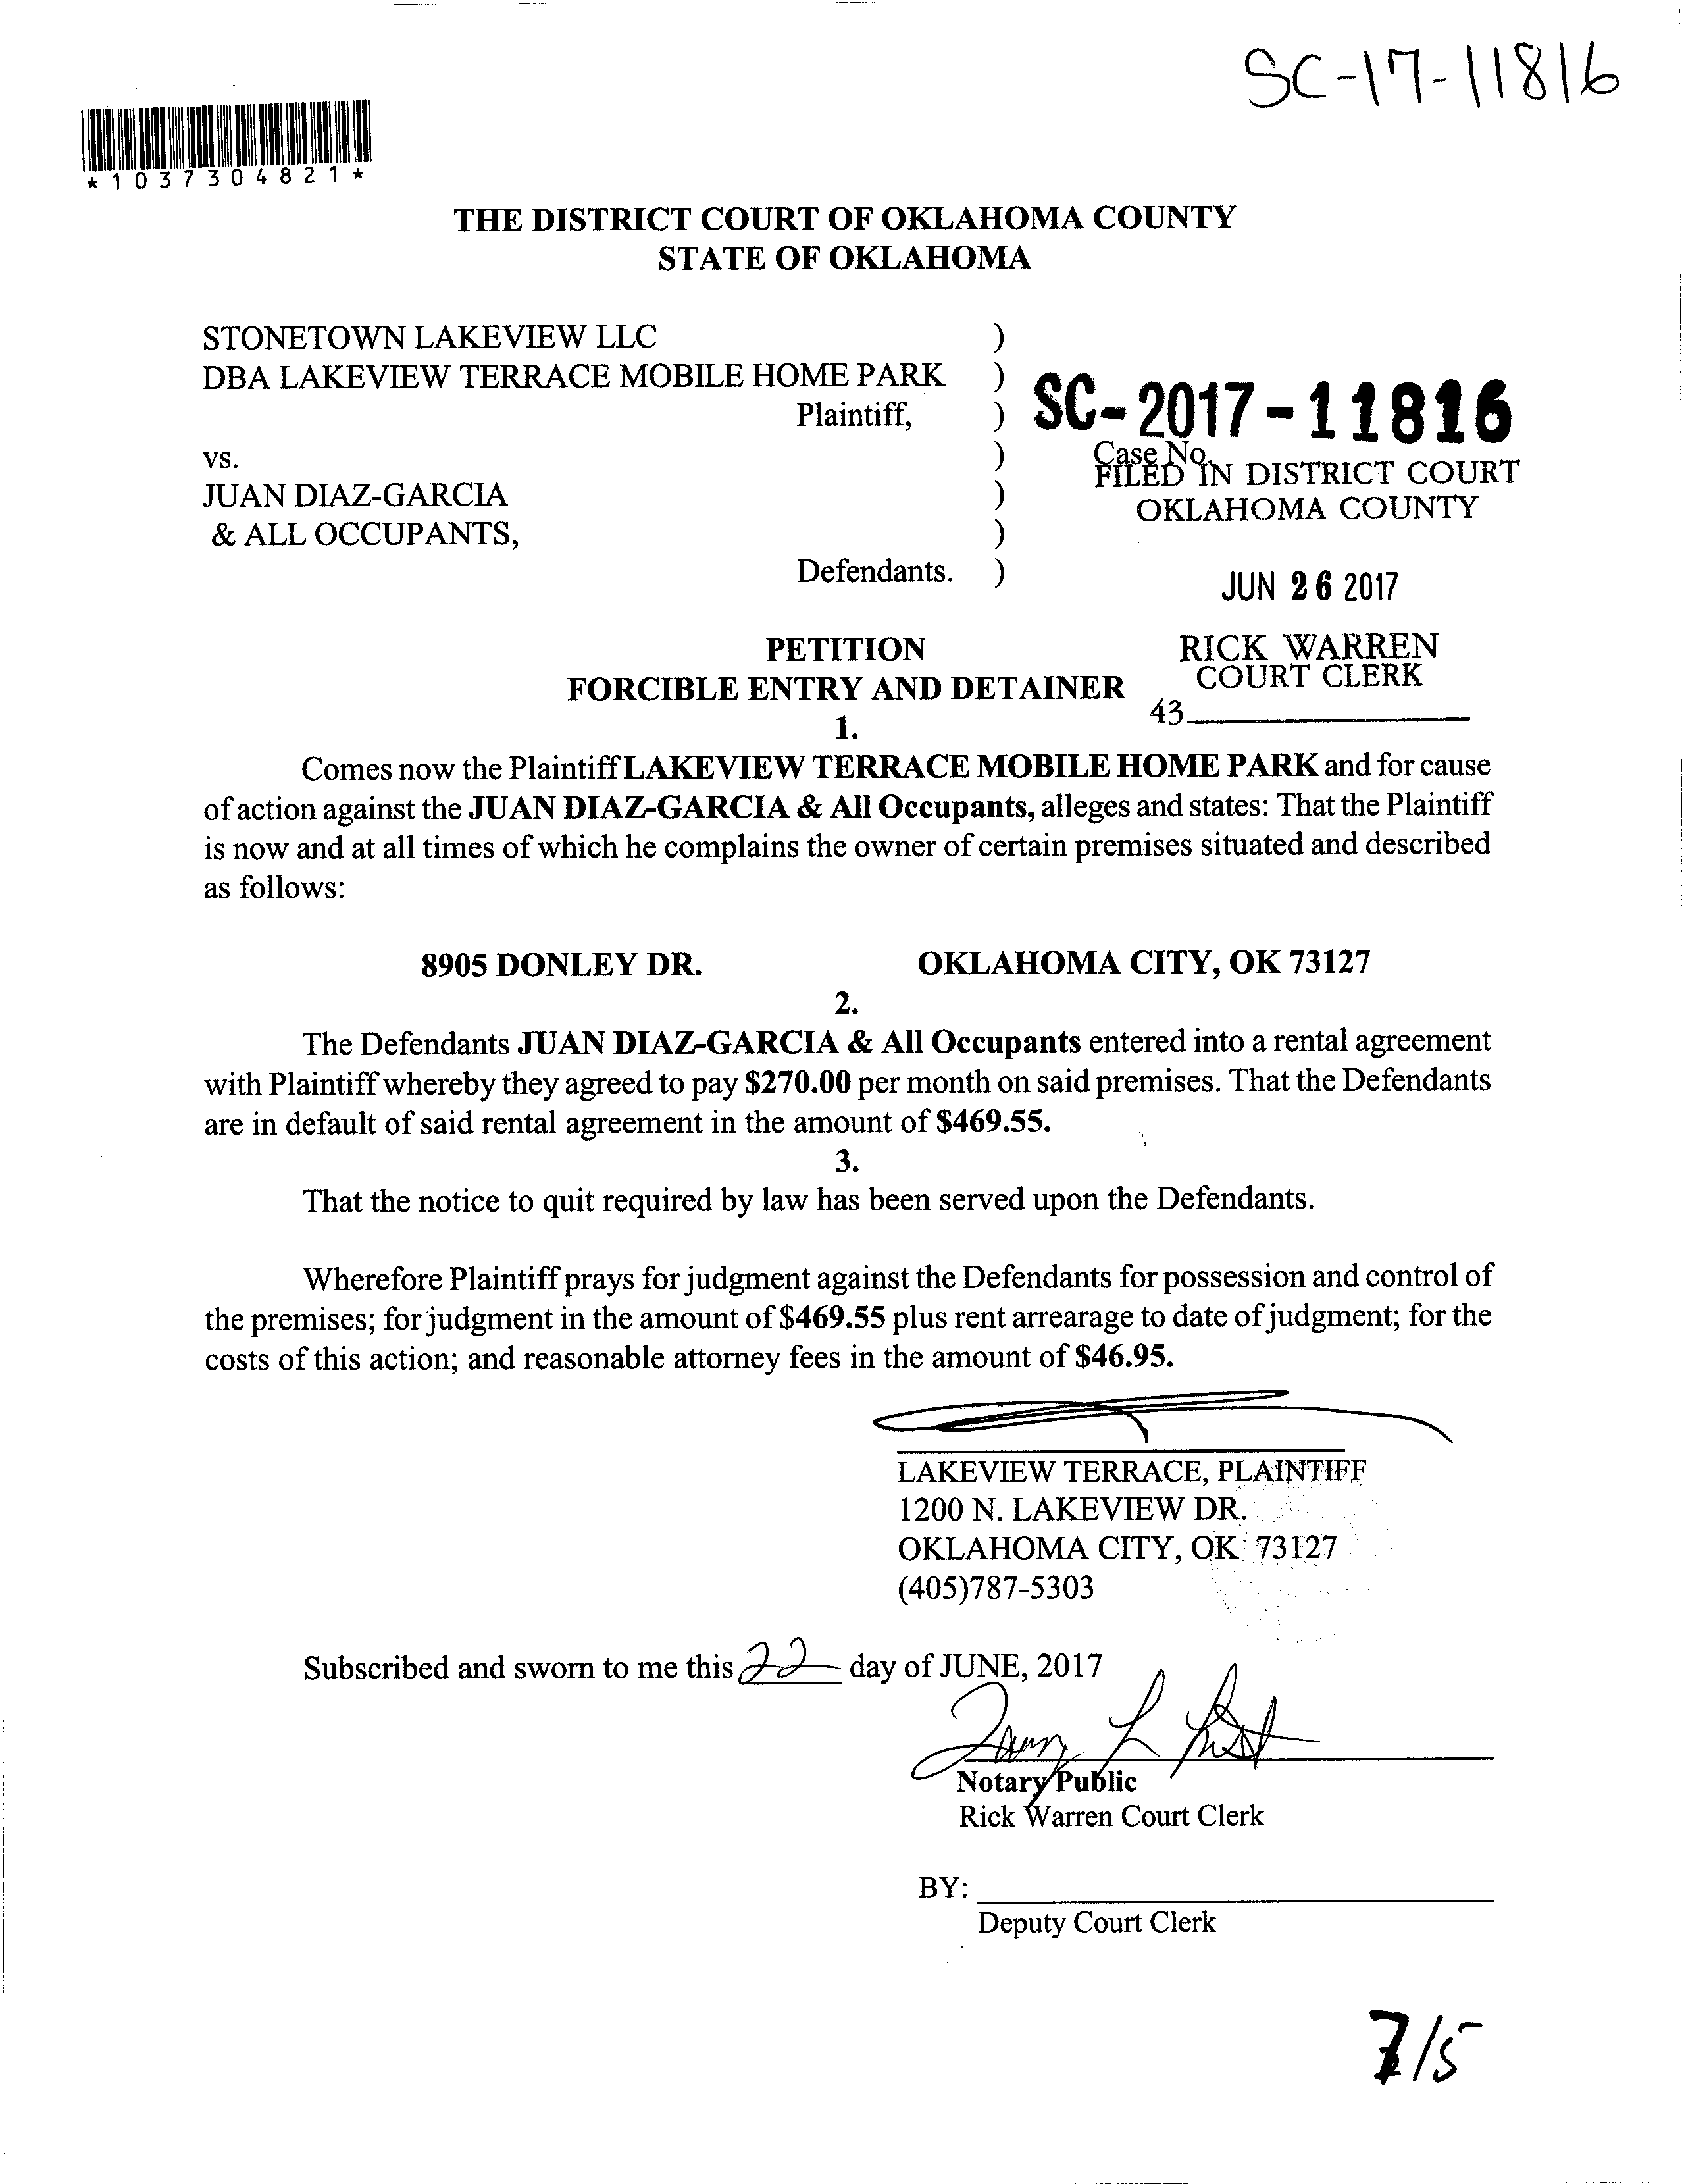 SC-17-11816
*1037304821*
THE DISTRICT COURT OF OKLAHOMA COUNTY
STATE OF OKLAHOMA
STONETOWN LAKEVIEW LLC )
DBA LAKEVIEW TERRACE MOBILE HOME PARK )
Plaintiff, ) SC-2017-11816
vs. ) Case No.
FILED IN DISTRICT COURT
JUAN DIAZ-GARCIA ) OKLAHOMA COUNTY
& ALL OCCUPANTS, )
Defendants. ) JUN 26 2017
PETITION RICK WARREN
FORCIBLE ENTRY AND DETAINER COURT CLERK
1. 43
Comes now the Plaintiff LAKEVIEW TERRACE MOBILE HOME PARK and for cause
of action against the JUAN DIAZ-GARCIA & All Occupants, alleges and states: That the Plaintiff
is now and at all times of which he complains the owner of certain premises situated and described
as follows:
8905 DONLEY DR. OKLAHOMA CITY, OK 73127
2.
The Defendants JUAN DIAZ-GARCIA & All Occupants entered into a rental agreement
with Plaintiff whereby they agreed to pay $270.00 per month on said premises. That the Defendants
are in default of said rental agreement in the amount of $469.55.
3.
That the notice to quit required by law has been served upon the Defendants.
Wherefore Plaintiff prays for judgment against the Defendants for possession and control of
the premises; for judgment in the amount of $469.55 plus rent arrearage to date of judgment; for the
costs of this action; and reasonable attorney fees in the amount of $46.95.
LAKEVIEW TERRACE, PLAINTIFF
1200 N. LAKEVIEW DR.
OKLAHOMA CITY, OK 73127
(405)787-5303
Subscribed and sworn to me this 22 day of JUNE, 2017
Notary Public
Rick Warren Court Clerk
BY:
Deputy Court Clerk
7/5